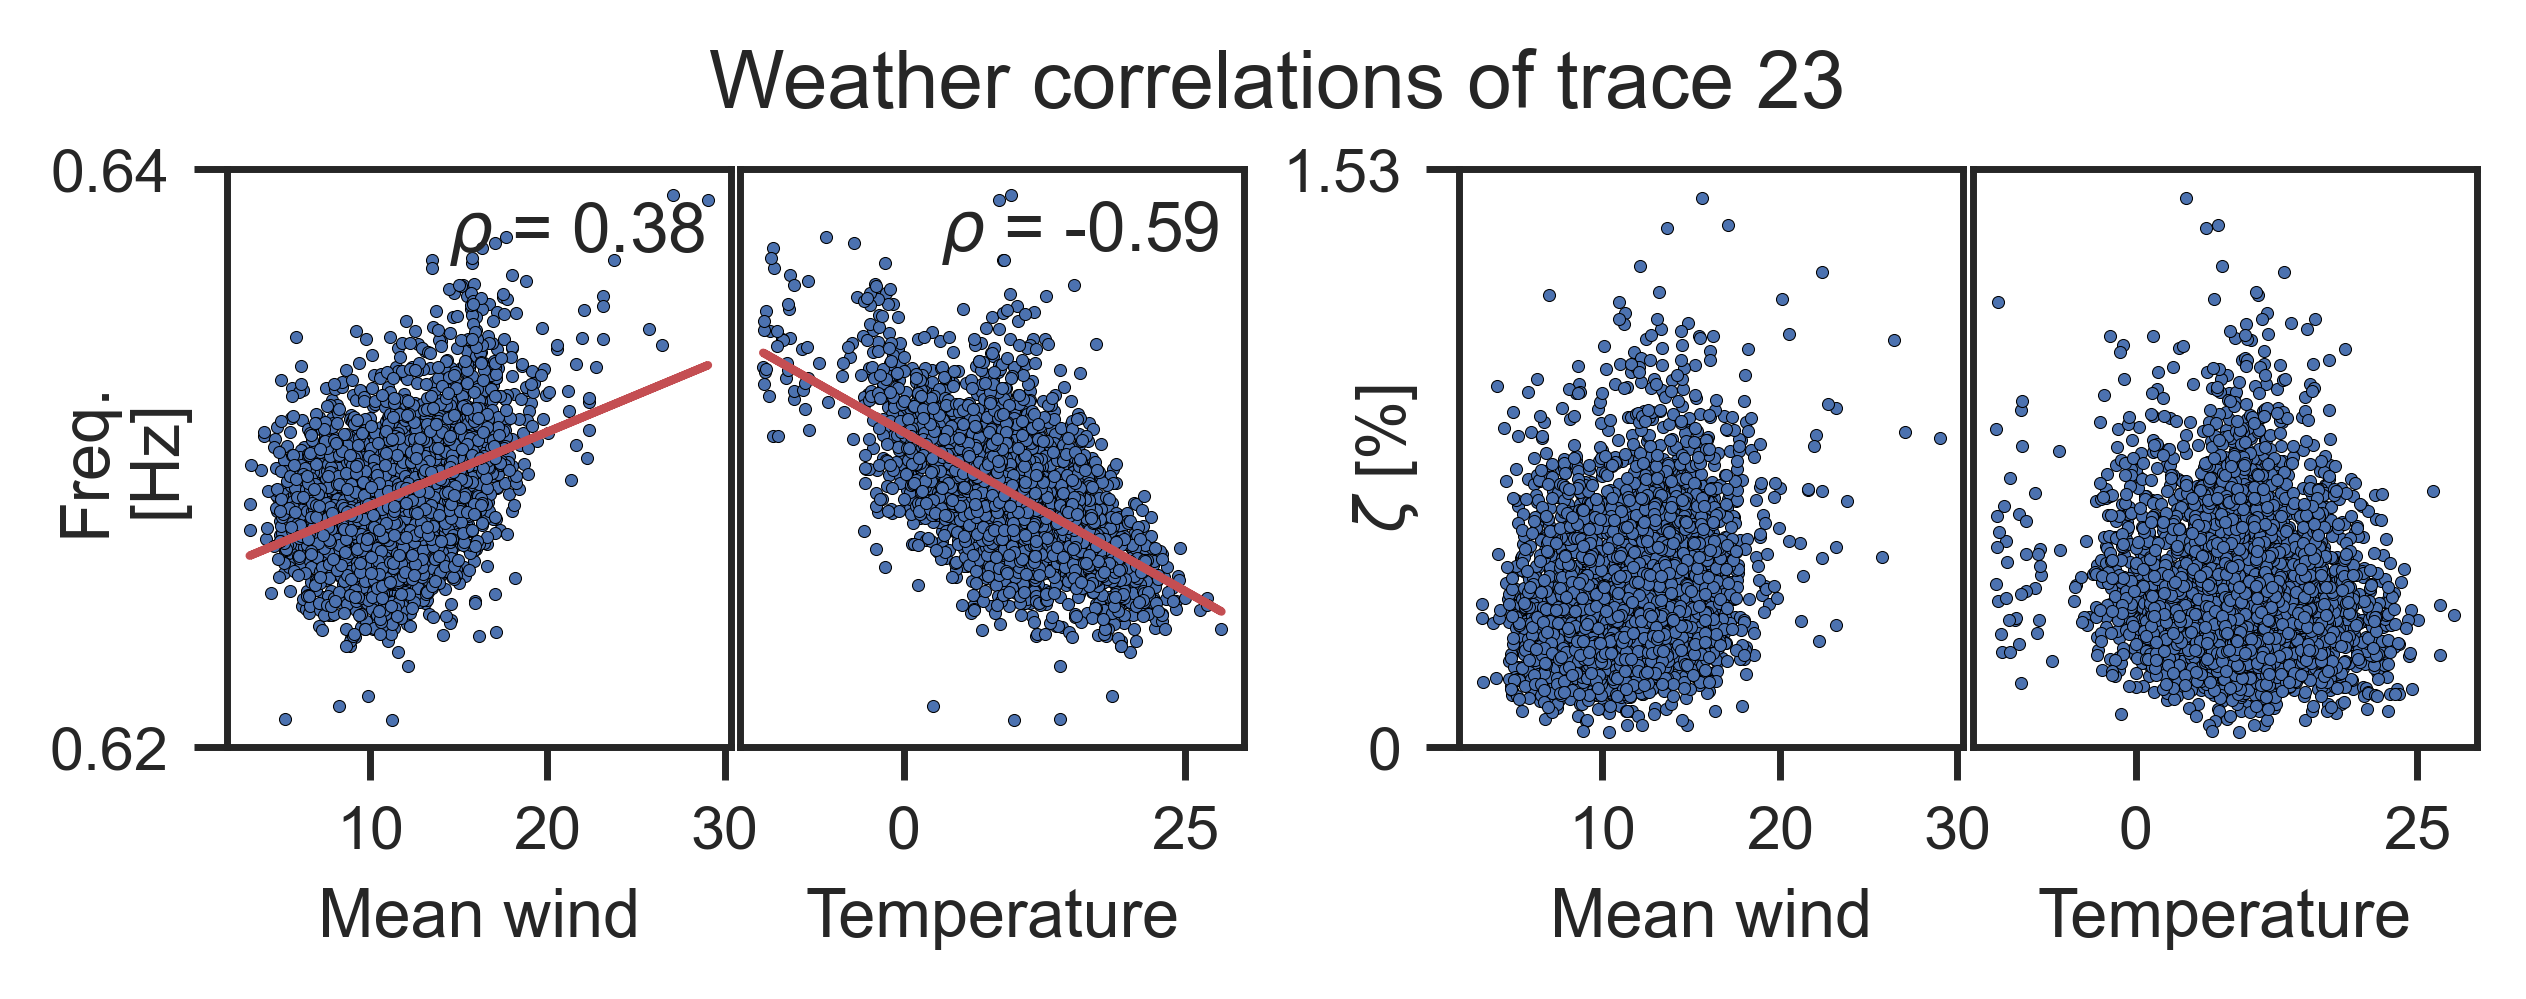 Weather correlations of trace 23
0.64
0.62
Freq.
[Hz]
ρ = 0.38
10 20 30
Mean wind
ρ = -0.59
0 25
Temperature
1.53
0
ζ [%]
10 20 30
Mean wind
0 25
Temperature